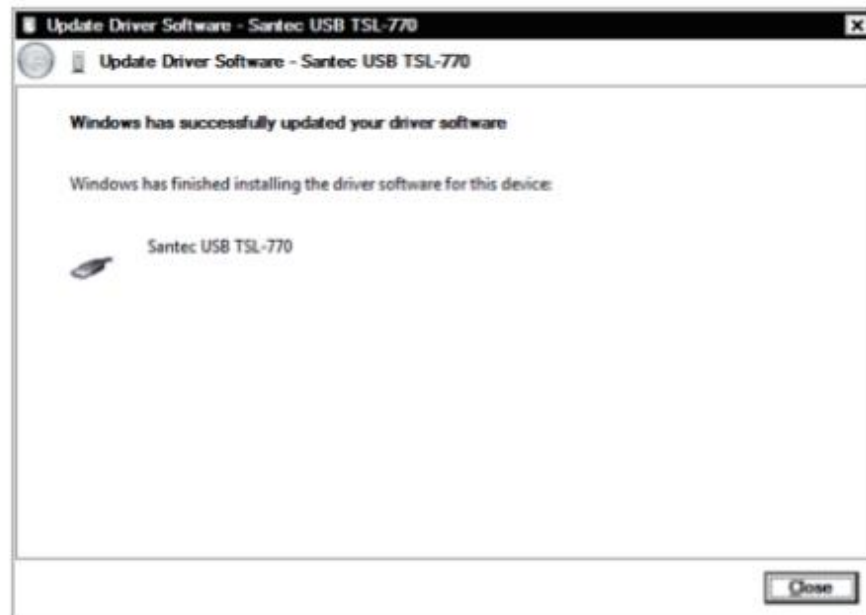 Update Driver Software - Santec USB TSL-770
Update Driver Software - Santec USB TSL-770
Windows has successfully updated your driver software
Windows has finished installing the driver software for this device:
Santec USB TSL-770
Close